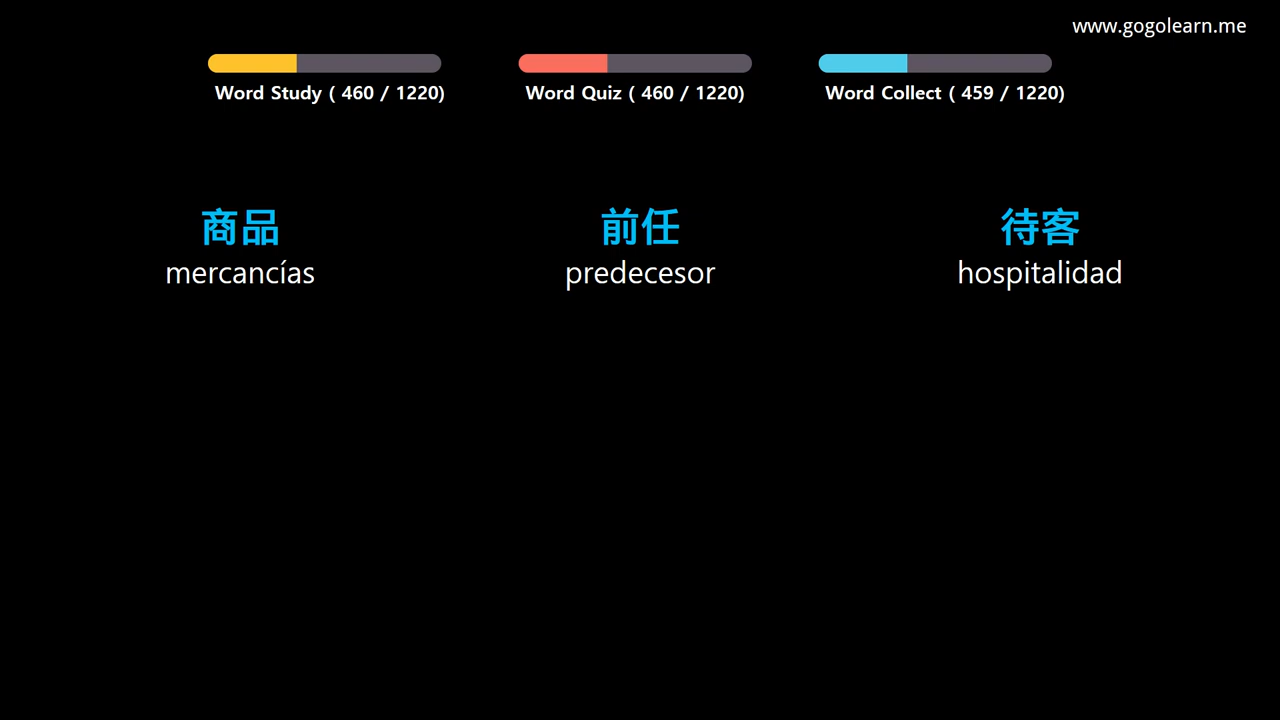 www.gogolearn.me
Word Study ( 460 / 1220)
Word Quiz ( 460 / 1220)
Word Collect ( 459 / 1220)
商品
mercancías
前任
predecesor
待客
hospitalidad